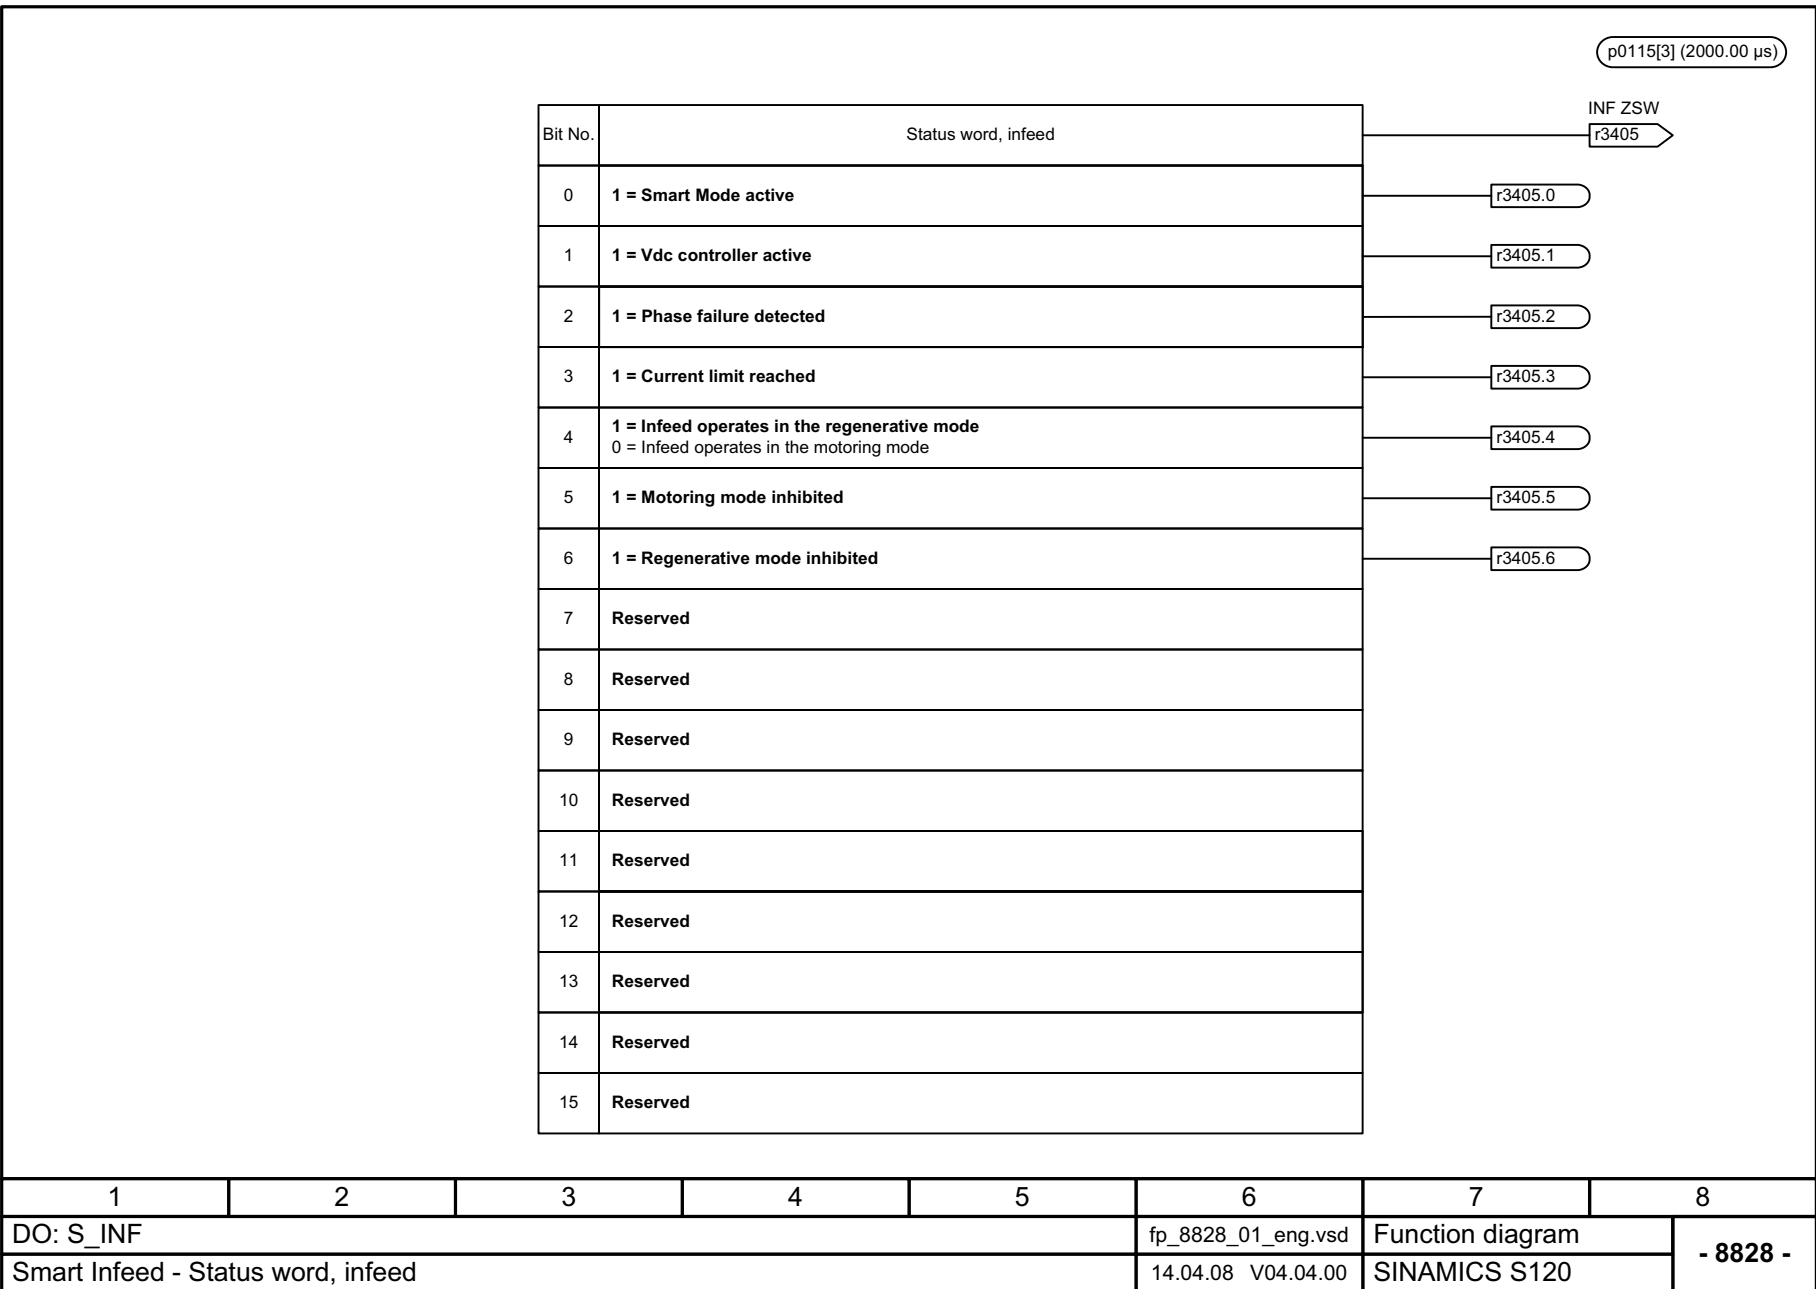 p0115[3] (2000.00 µs)
INF ZSW
Bit No. Status word, infeed r3405
0 1 = Smart Mode active r3405.0
1 1 = Vdc controller active r3405.1
2 1 = Phase failure detected r3405.2
3 1 = Current limit reached r3405.3
4 1 = Infeed operates in the regenerative mode
0 = Infeed operates in the motoring mode r3405.4
5 1 = Motoring mode inhibited r3405.5
6 1 = Regenerative mode inhibited r3405.6
7 Reserved
8 Reserved
9 Reserved
10 Reserved
11 Reserved
12 Reserved
13 Reserved
14 Reserved
15 Reserved
1 2 3 4 5 6 7 8
DO: S_INF fp_8828_01_eng.vsd Function diagram
- 8828 -
Smart Infeed - Status word, infeed 14.04.08 V04.04.00 SINAMICS S120